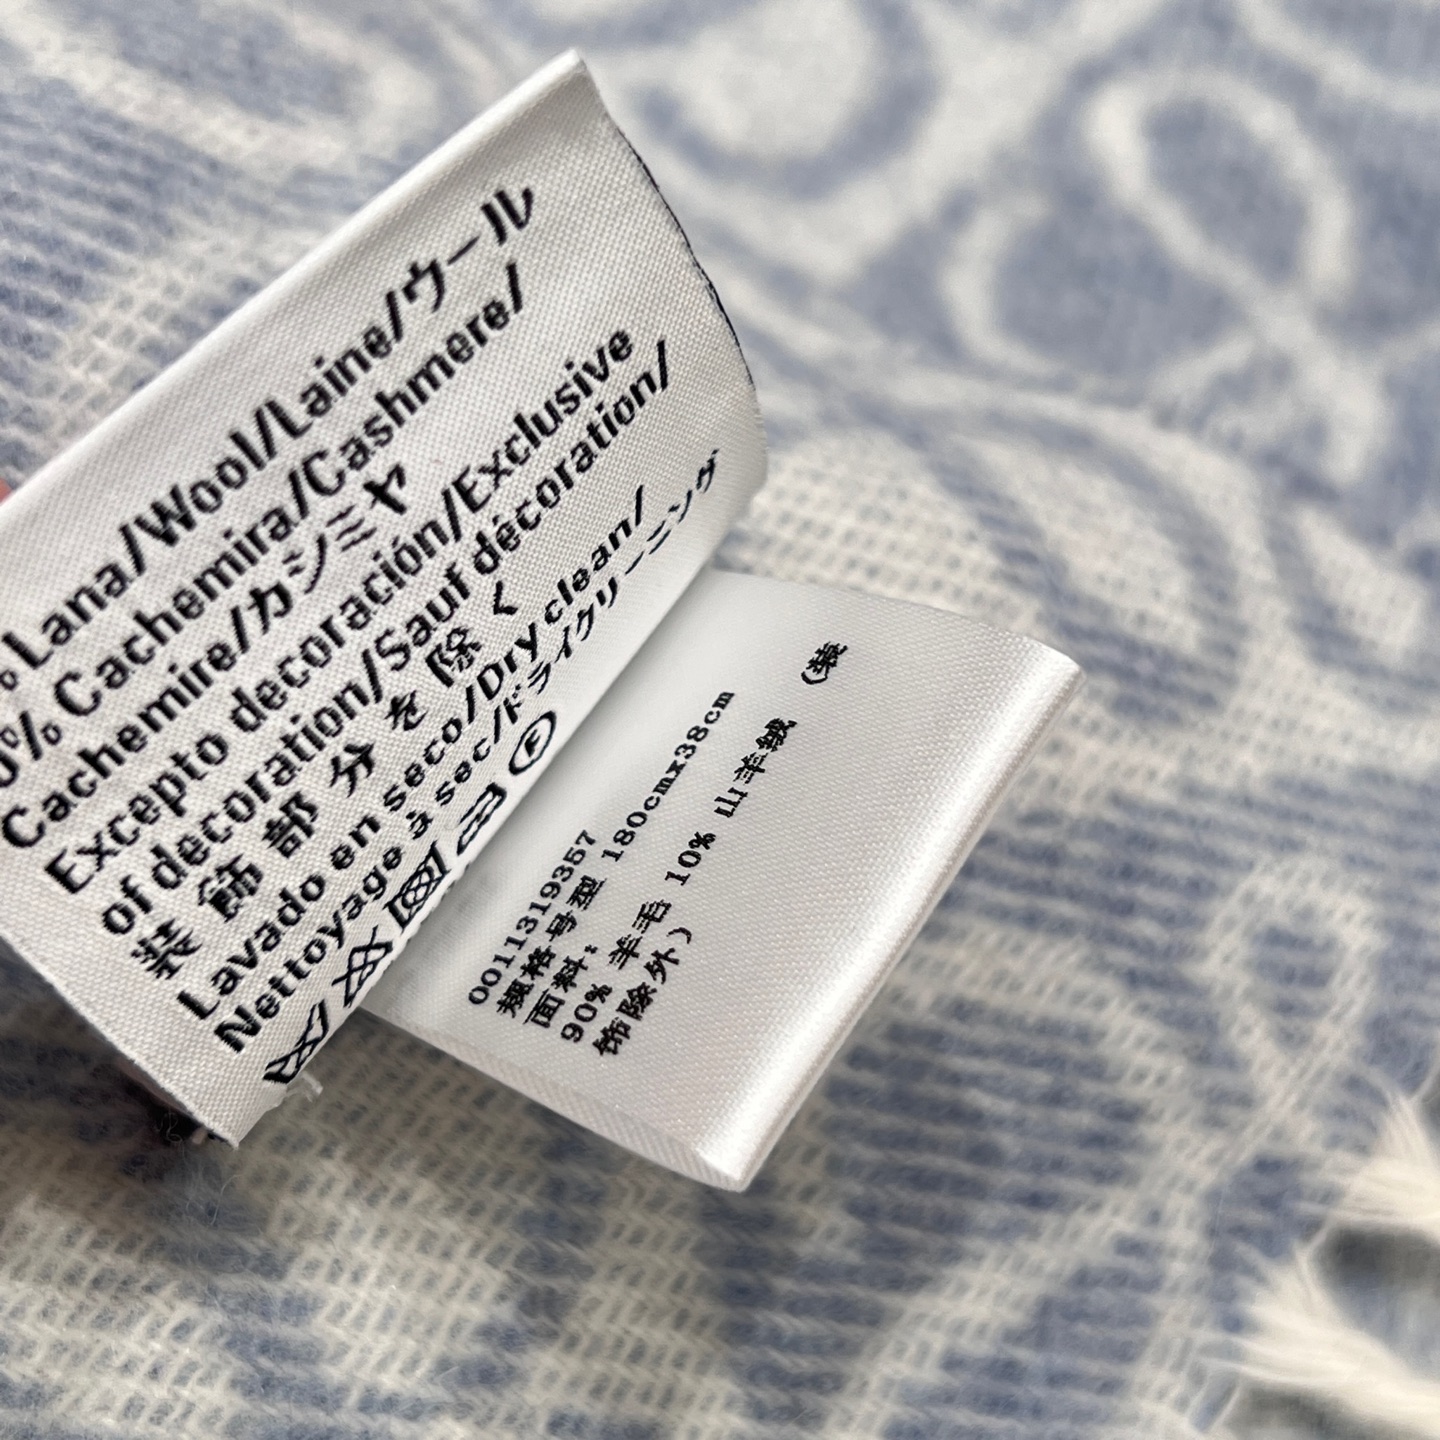 % Lana/Wool/Laine/ウール
0% Cachemira/Cashmere/
Cachemire/カシミヤ
Excepto decoración/Exclusive
of decoration/Sauf décoration/
装飾部分を除く
Lavado en seco/Dry clean/
Nettoyage à sec/ドライクリーニング
F
0011319357
规格号型 180cmx38cm
面料:
90% 羊毛 10% 山羊绒 (装
饰除外)